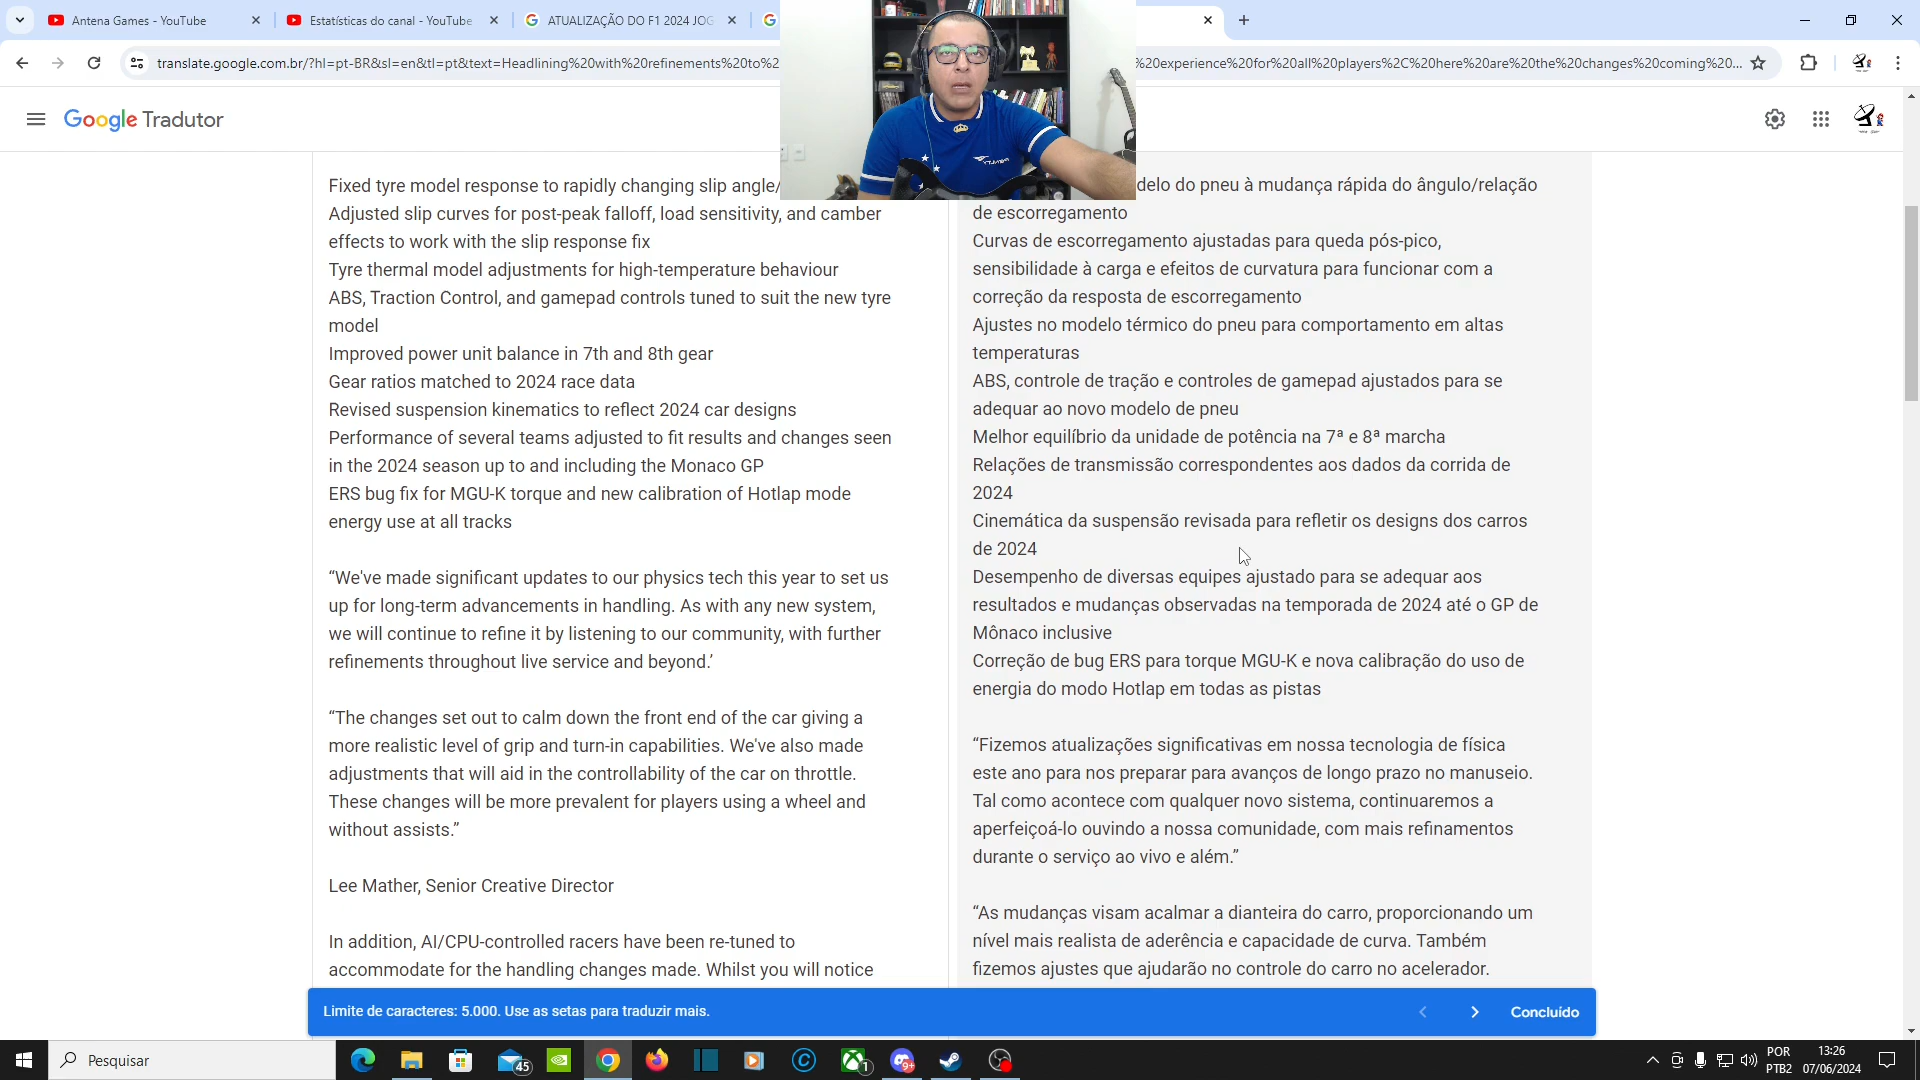 Antena Games - YouTube
Estatísticas do canal - YouTube
ATUALIZAÇÃO DO F1 2024 JOG
translate.google.com.br/?hl=pt-BR&sl=en&tl=pt&text=Headlining%20with%20refinements%20to%2
%20experience%20for%20all%20players%2C%20here%20are%20the%20changes%20coming%20...
Google Tradutor
Fixed tyre model response to rapidly changing slip angle/
Adjusted slip curves for post-peak falloff, load sensitivity, and camber
effects to work with the slip response fix
Tyre thermal model adjustments for high-temperature behaviour
ABS, Traction Control, and gamepad controls tuned to suit the new tyre
model
Improved power unit balance in 7th and 8th gear
Gear ratios matched to 2024 race data
Revised suspension kinematics to reflect 2024 car designs
Performance of several teams adjusted to fit results and changes seen
in the 2024 season up to and including the Monaco GP
ERS bug fix for MGU-K torque and new calibration of Hotlap mode
energy use at all tracks
“We've made significant updates to our physics tech this year to set us
up for long-term advancements in handling. As with any new system,
we will continue to refine it by listening to our community, with further
refinements throughout live service and beyond.’
“The changes set out to calm down the front end of the car giving a
more realistic level of grip and turn-in capabilities. We've also made
adjustments that will aid in the controllability of the car on throttle.
These changes will be more prevalent for players using a wheel and
without assists.”
Lee Mather, Senior Creative Director
In addition, AI/CPU-controlled racers have been re-tuned to
accommodate for the handling changes made. Whilst you will notice
delo do pneu à mudança rápida do ângulo/relação
de escorregamento
Curvas de escorregamento ajustadas para queda pós-pico,
sensibilidade à carga e efeitos de curvatura para funcionar com a
correção da resposta de escorregamento
Ajustes no modelo térmico do pneu para comportamento em altas
temperaturas
ABS, controle de tração e controles de gamepad ajustados para se
adequar ao novo modelo de pneu
Melhor equilíbrio da unidade de potência na 7ª e 8ª marcha
Relações de transmissão correspondentes aos dados da corrida de
2024
Cinemática da suspensão revisada para refletir os designs dos carros
de 2024
Desempenho de diversas equipes ajustado para se adequar aos
resultados e mudanças observadas na temporada de 2024 até o GP de
Mônaco inclusive
Correção de bug ERS para torque MGU-K e nova calibração do uso de
energia do modo Hotlap em todas as pistas
“Fizemos atualizações significativas em nossa tecnologia de física
este ano para nos preparar para avanços de longo prazo no manuseio.
Tal como acontece com qualquer novo sistema, continuaremos a
aperfeiçoá-lo ouvindo a nossa comunidade, com mais refinamentos
durante o serviço ao vivo e além.”
“As mudanças visam acalmar a dianteira do carro, proporcionando um
nível mais realista de aderência e capacidade de curva. Também
fizemos ajustes que ajudarão no controle do carro no acelerador.
Limite de caracteres: 5.000. Use as setas para traduzir mais.
Concluído
Pesquisar
45
1
9+
POR
PTB2
13:26
07/06/2024